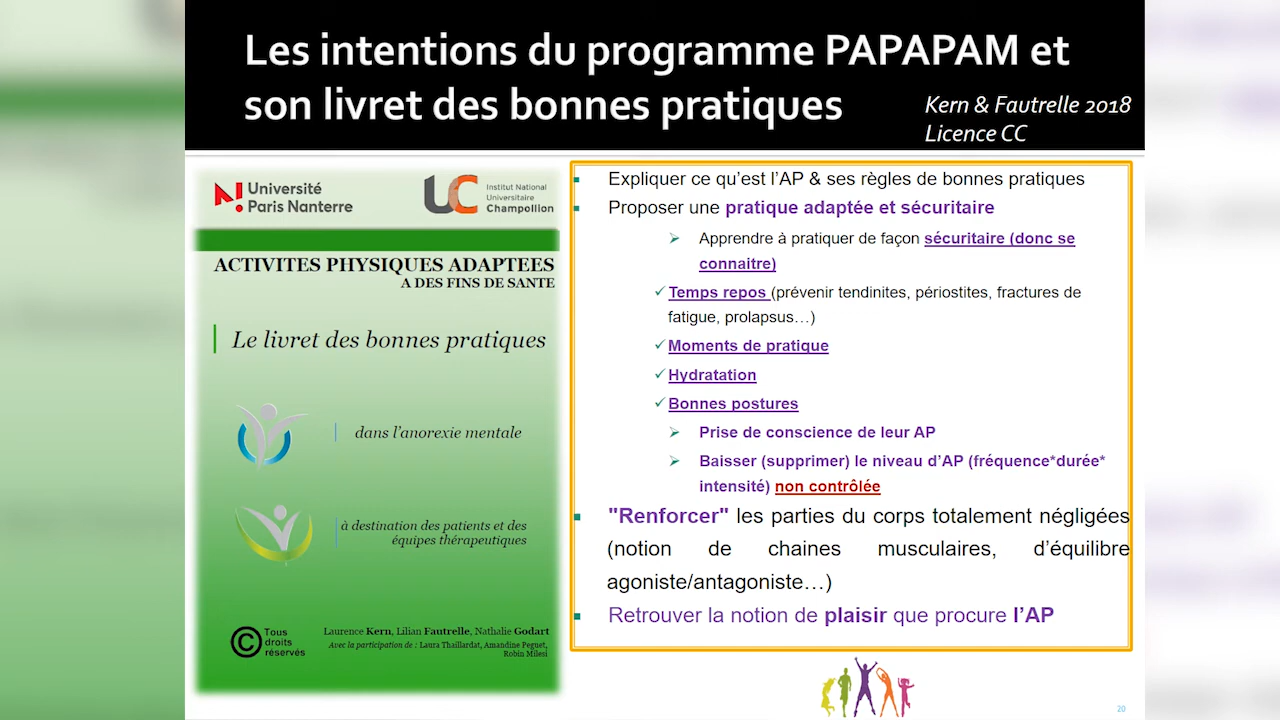 Les intentions du programme PAPAPAM et
son livret des bonnes pratiques
Kern & Fautrelle 2018
Licence CC
Université
Paris Nanterre
UC
Institut National
Universitaire
Champollion
ACTIVITES PHYSIQUES ADAPTEES
A DES FINS DE SANTE
Le livret des bonnes pratiques
dans l'anorexie mentale
à destination des patients et des
équipes thérapeutiques
© Tous
droits
réservés
Laurence Kern, Lilian Fautrelle, Nathalie Godart
Avec la participation de : Laura Thaillardat, Amandine Peguet,
Robin Milesi
Expliquer ce qu'est l'AP & ses règles de bonnes pratiques
Proposer une pratique adaptée et sécuritaire
Apprendre à pratiquer de façon sécuritaire (donc se
connaitre)
Temps repos (prévenir tendinites, périostites, fractures de
fatigue, prolapsus…)
Moments de pratique
Hydratation
Bonnes postures
Prise de conscience de leur AP
Baisser (supprimer) le niveau d'AP (fréquence*durée*
intensité) non contrôlée
"Renforcer" les parties du corps totalement négligées
(notion de chaines musculaires, d'équilibre
agoniste/antagoniste…)
Retrouver la notion de plaisir que procure l'AP
20